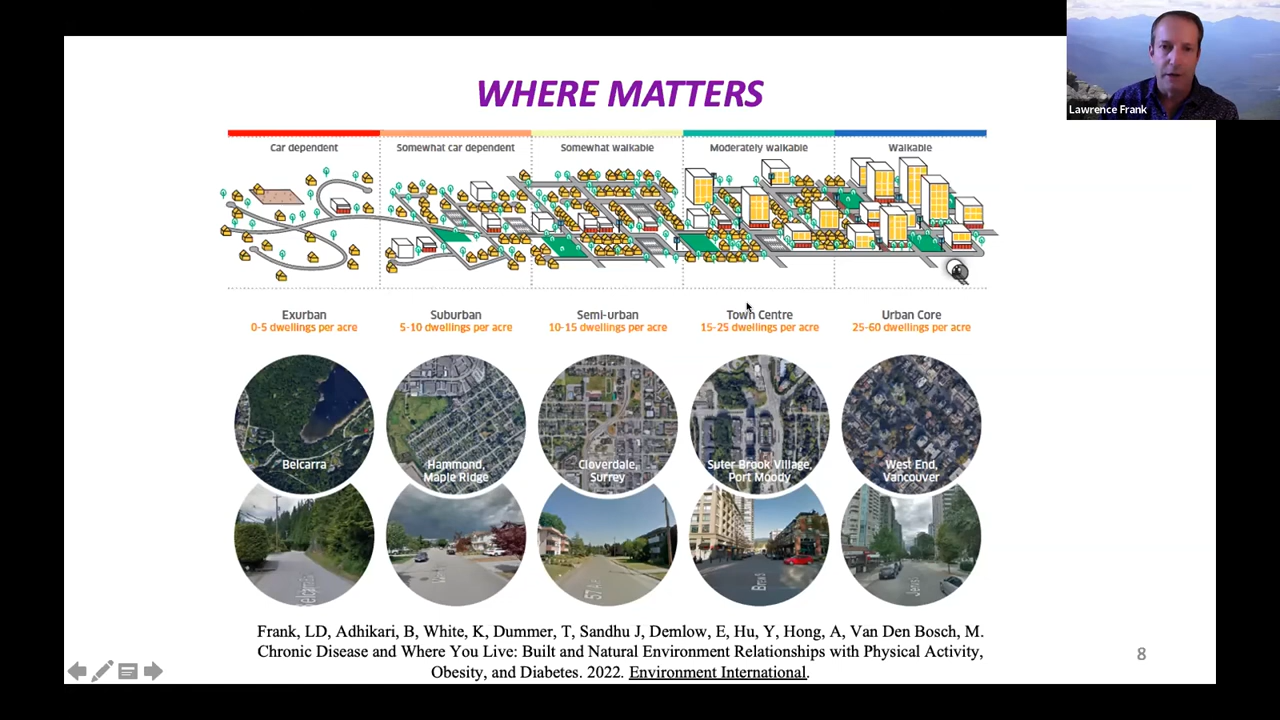 WHERE MATTERS
Lawrence Frank
Car dependent
Somewhat car dependent
Somewhat walkable
Moderately walkable
Walkable
Exurban
0-5 dwellings per acre
Suburban
5-10 dwellings per acre
Semi-urban
10-15 dwellings per acre
Town Centre
15-25 dwellings per acre
Urban Core
25-60 dwellings per acre
Belcarra
Hammond,
Maple Ridge
Cloverdale,
Surrey
Suter Brook Village,
Port Moody
West End,
Vancouver
57 A
Frank, LD, Adhikari, B, White, K, Dummer, T, Sandhu J, Demlow, E, Hu, Y, Hong, A, Van Den Bosch, M.
Chronic Disease and Where You Live: Built and Natural Environment Relationships with Physical Activity,
Obesity, and Diabetes. 2022. Environment International.
8